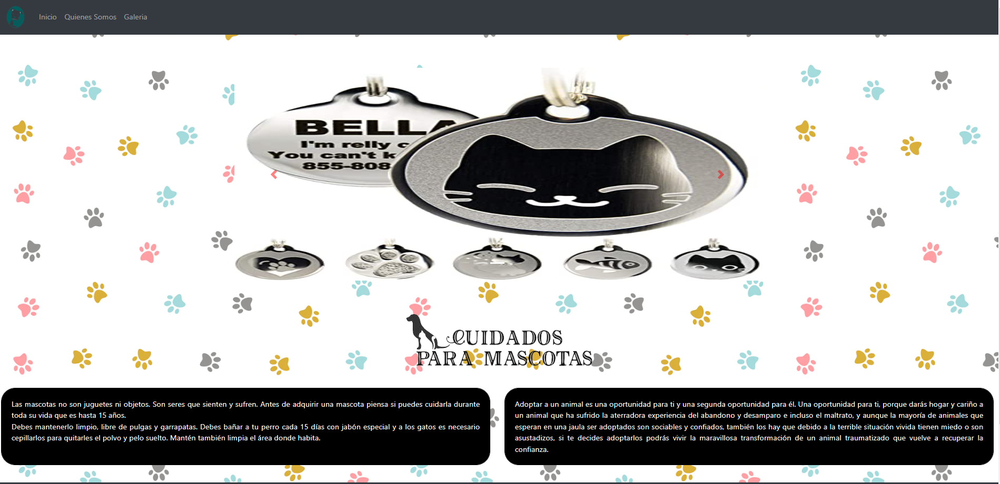 Inicio Quienes Somos Galeria
BELLA
I'm relly c
You can't k
855-808
CUIDADOS
PARA MASCOTAS
Las mascotas no son juguetes ni objetos. Son seres que sienten y sufren. Antes de adquirir una mascota piensa si puedes cuidarla durante
toda su vida que es hasta 15 años.
Debes mantenerlo limpio, libre de pulgas y garrapatas. Debes bañar a tu perro cada 15 días con jabón especial y a los gatos es necesario
cepillarlos para quitarles el polvo y pelo suelto. Mantén también limpia el área donde habita.
Adoptar a un animal es una oportunidad para ti y una segunda oportunidad para él. Una oportunidad para ti, porque darás hogar y cariño a
un animal que ha sufrido la aterradora experiencia del abandono y desamparo e incluso el maltrato, y aunque la mayoría de animales que
esperan en una jaula ser adoptados son sociables y confiados, también los hay que debido a la terrible situación vivida tienen miedo o son
asustadizos, si te decides adoptarlos podrás vivir la maravillosa transformación de un animal traumatizado que vuelve a recuperar la
confianza.